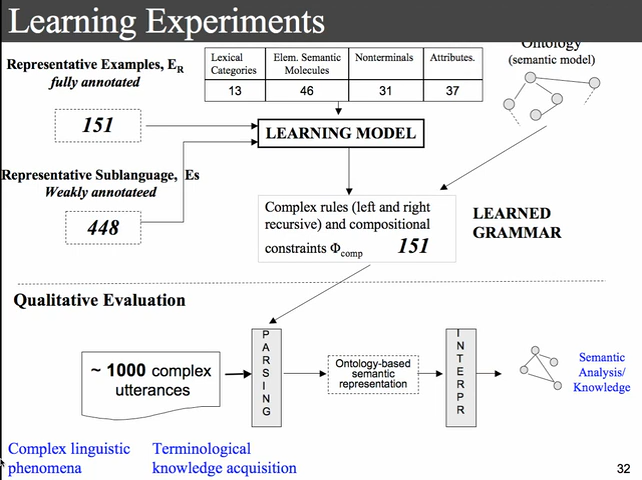 Learning Experiments
Representative Examples, E_R
fully annotated
Lexical Categories
Elem. Semantic Molecules
Nonterminals
Attributes.
13
46
31
37
Ontology
(semantic model)
151
LEARNING MODEL
Representative Sublanguage, Es
Weakly annotateed
448
Complex rules (left and right
recursive) and compositional
constraints Φcomp 151
LEARNED
GRAMMAR
Qualitative Evaluation
~ 1000 complex
utterances
PARSING
Ontology-based
semantic
representation
INTERPR
Semantic
Analysis/
Knowledge
Complex linguistic
phenomena
Terminological
knowledge acquisition
32